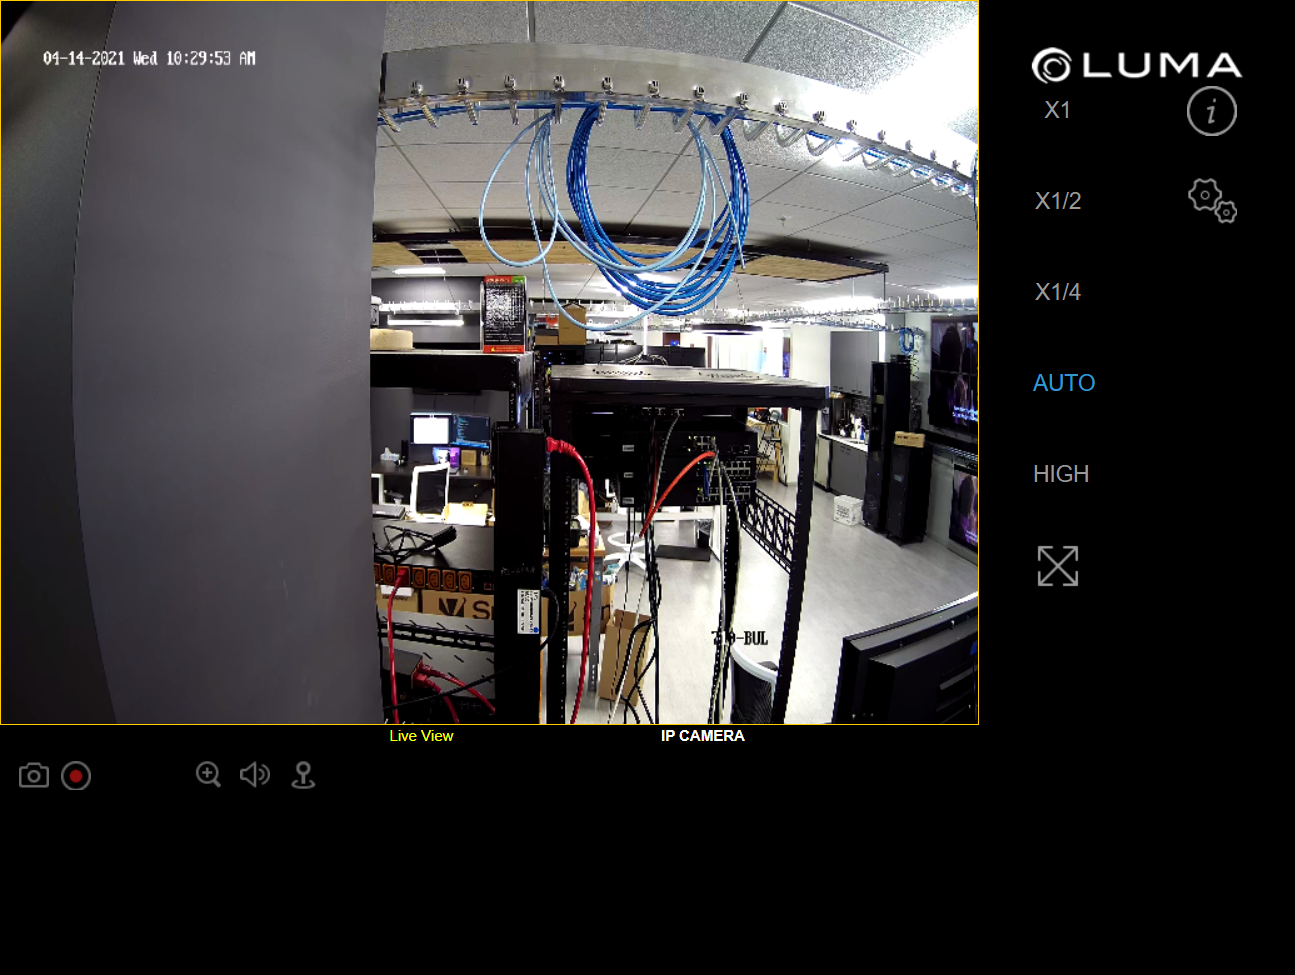 04-14-2021 Wed 10:29:53 AM
LUMA
X1
i
X1/2
X1/4
AUTO
HIGH
-BUL
Live View
IP CAMERA